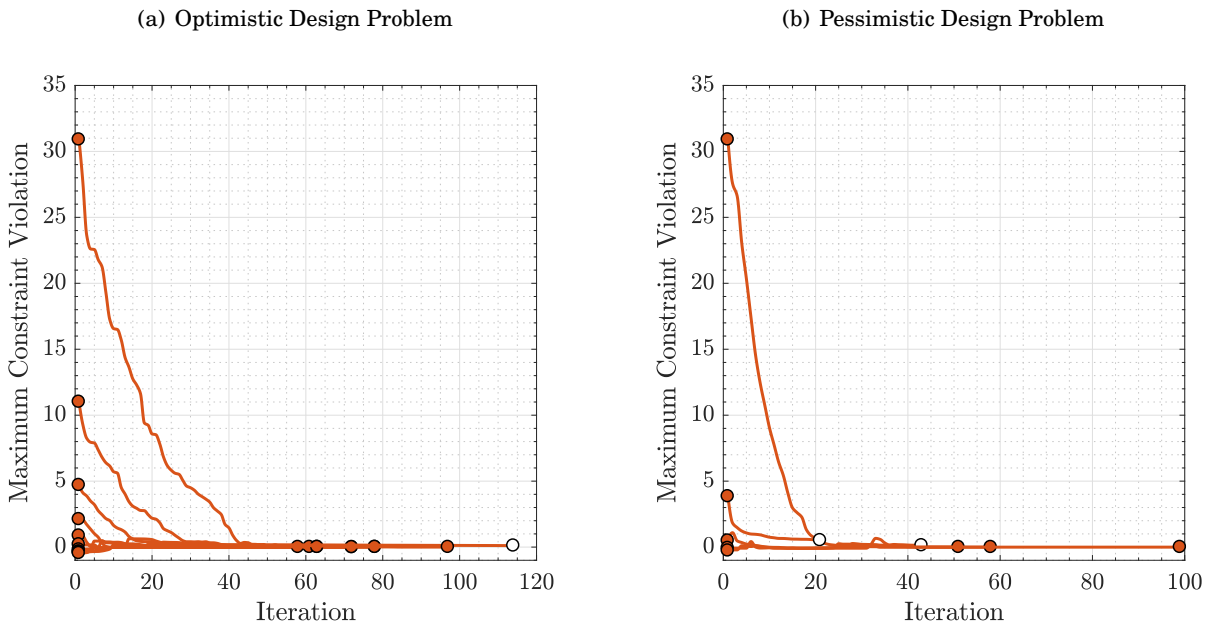 (a) Optimistic Design Problem
(b) Pessimistic Design Problem
Maximum Constraint Violation
35
30
25
20
15
10
5
0
0 20 40 60 80 100 120
Iteration
Maximum Constraint Violation
35
30
25
20
15
10
5
0
0 20 40 60 80 100
Iteration